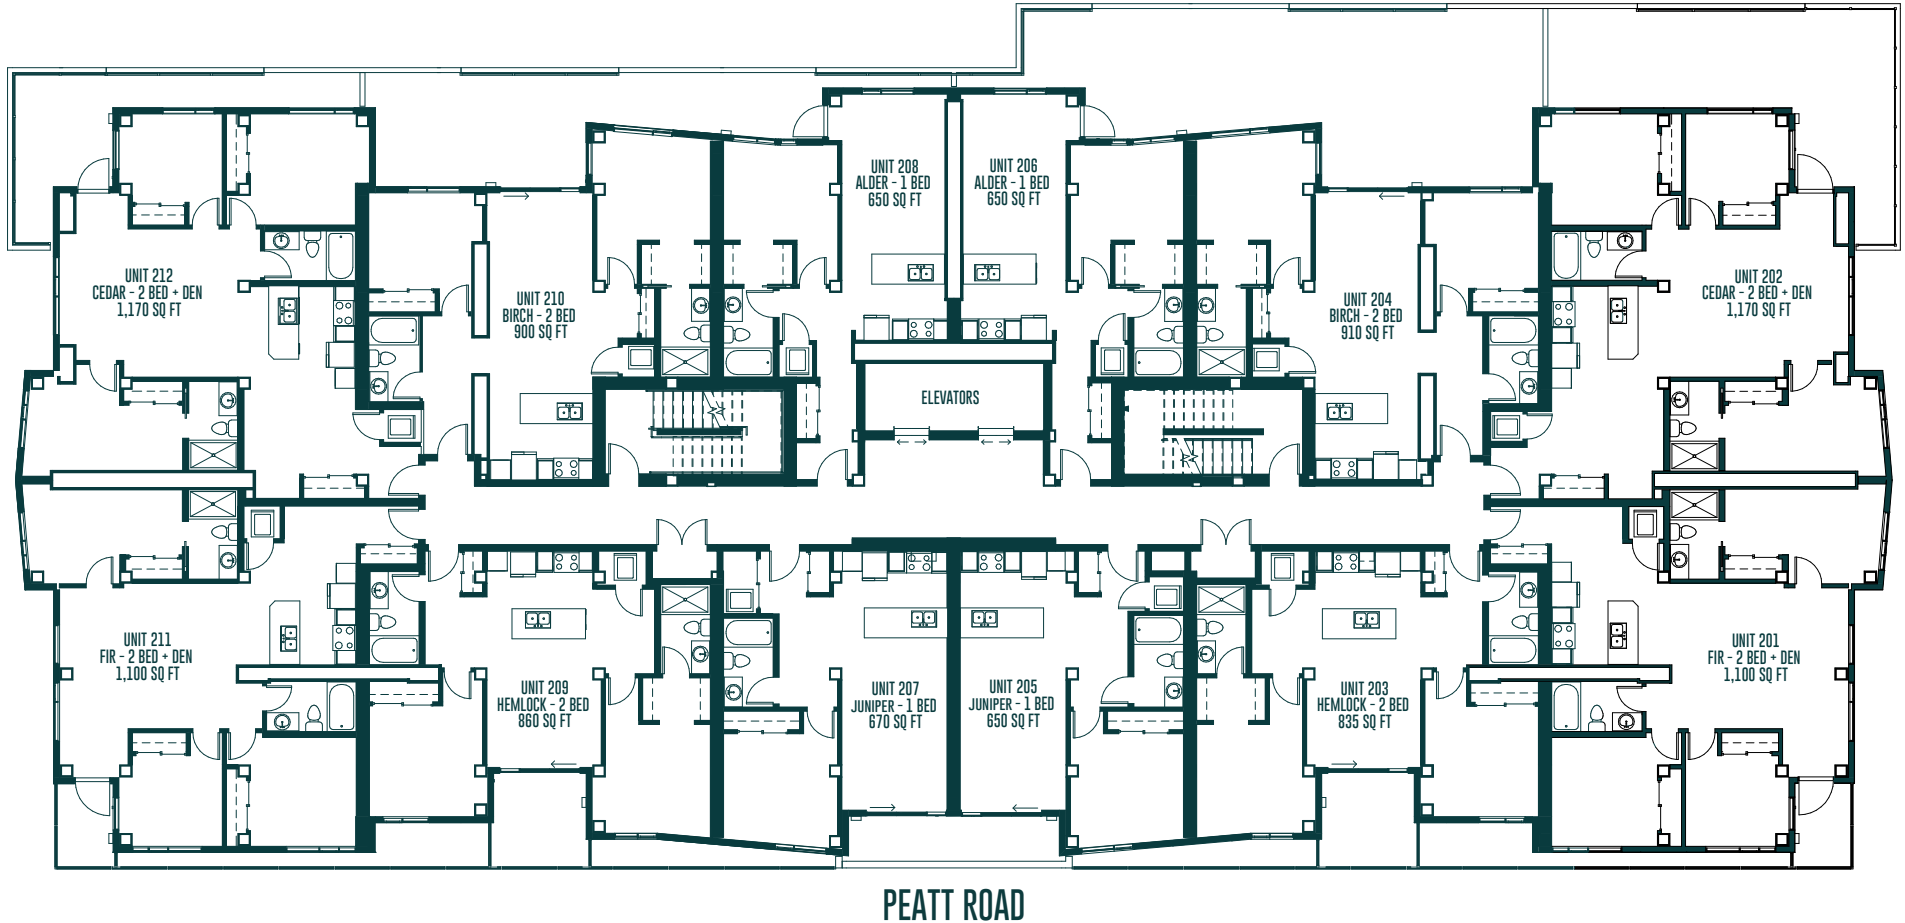 UNIT 208
ALDER - 1 BED
650 SQ FT
UNIT 206
ALDER - 1 BED
650 SQ FT
UNIT 212
CEDAR - 2 BED + DEN
1,170 SQ FT
UNIT 210
BIRCH - 2 BED
900 SQ FT
UNIT 204
BIRCH - 2 BED
910 SQ FT
UNIT 202
CEDAR - 2 BED + DEN
1,170 SQ FT
ELEVATORS
UNIT 211
FIR - 2 BED + DEN
1,100 SQ FT
UNIT 209
HEMLOCK - 2 BED
860 SQ FT
UNIT 207
JUNIPER - 1 BED
670 SQ FT
UNIT 205
JUNIPER - 1 BED
650 SQ FT
UNIT 203
HEMLOCK - 2 BED
835 SQ FT
UNIT 201
FIR - 2 BED + DEN
1,100 SQ FT
PEATT ROAD